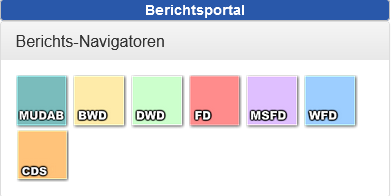 Berichtsportal
Berichts-Navigatoren
MUDAB BWD DWD FD MSFD WFD
CDS